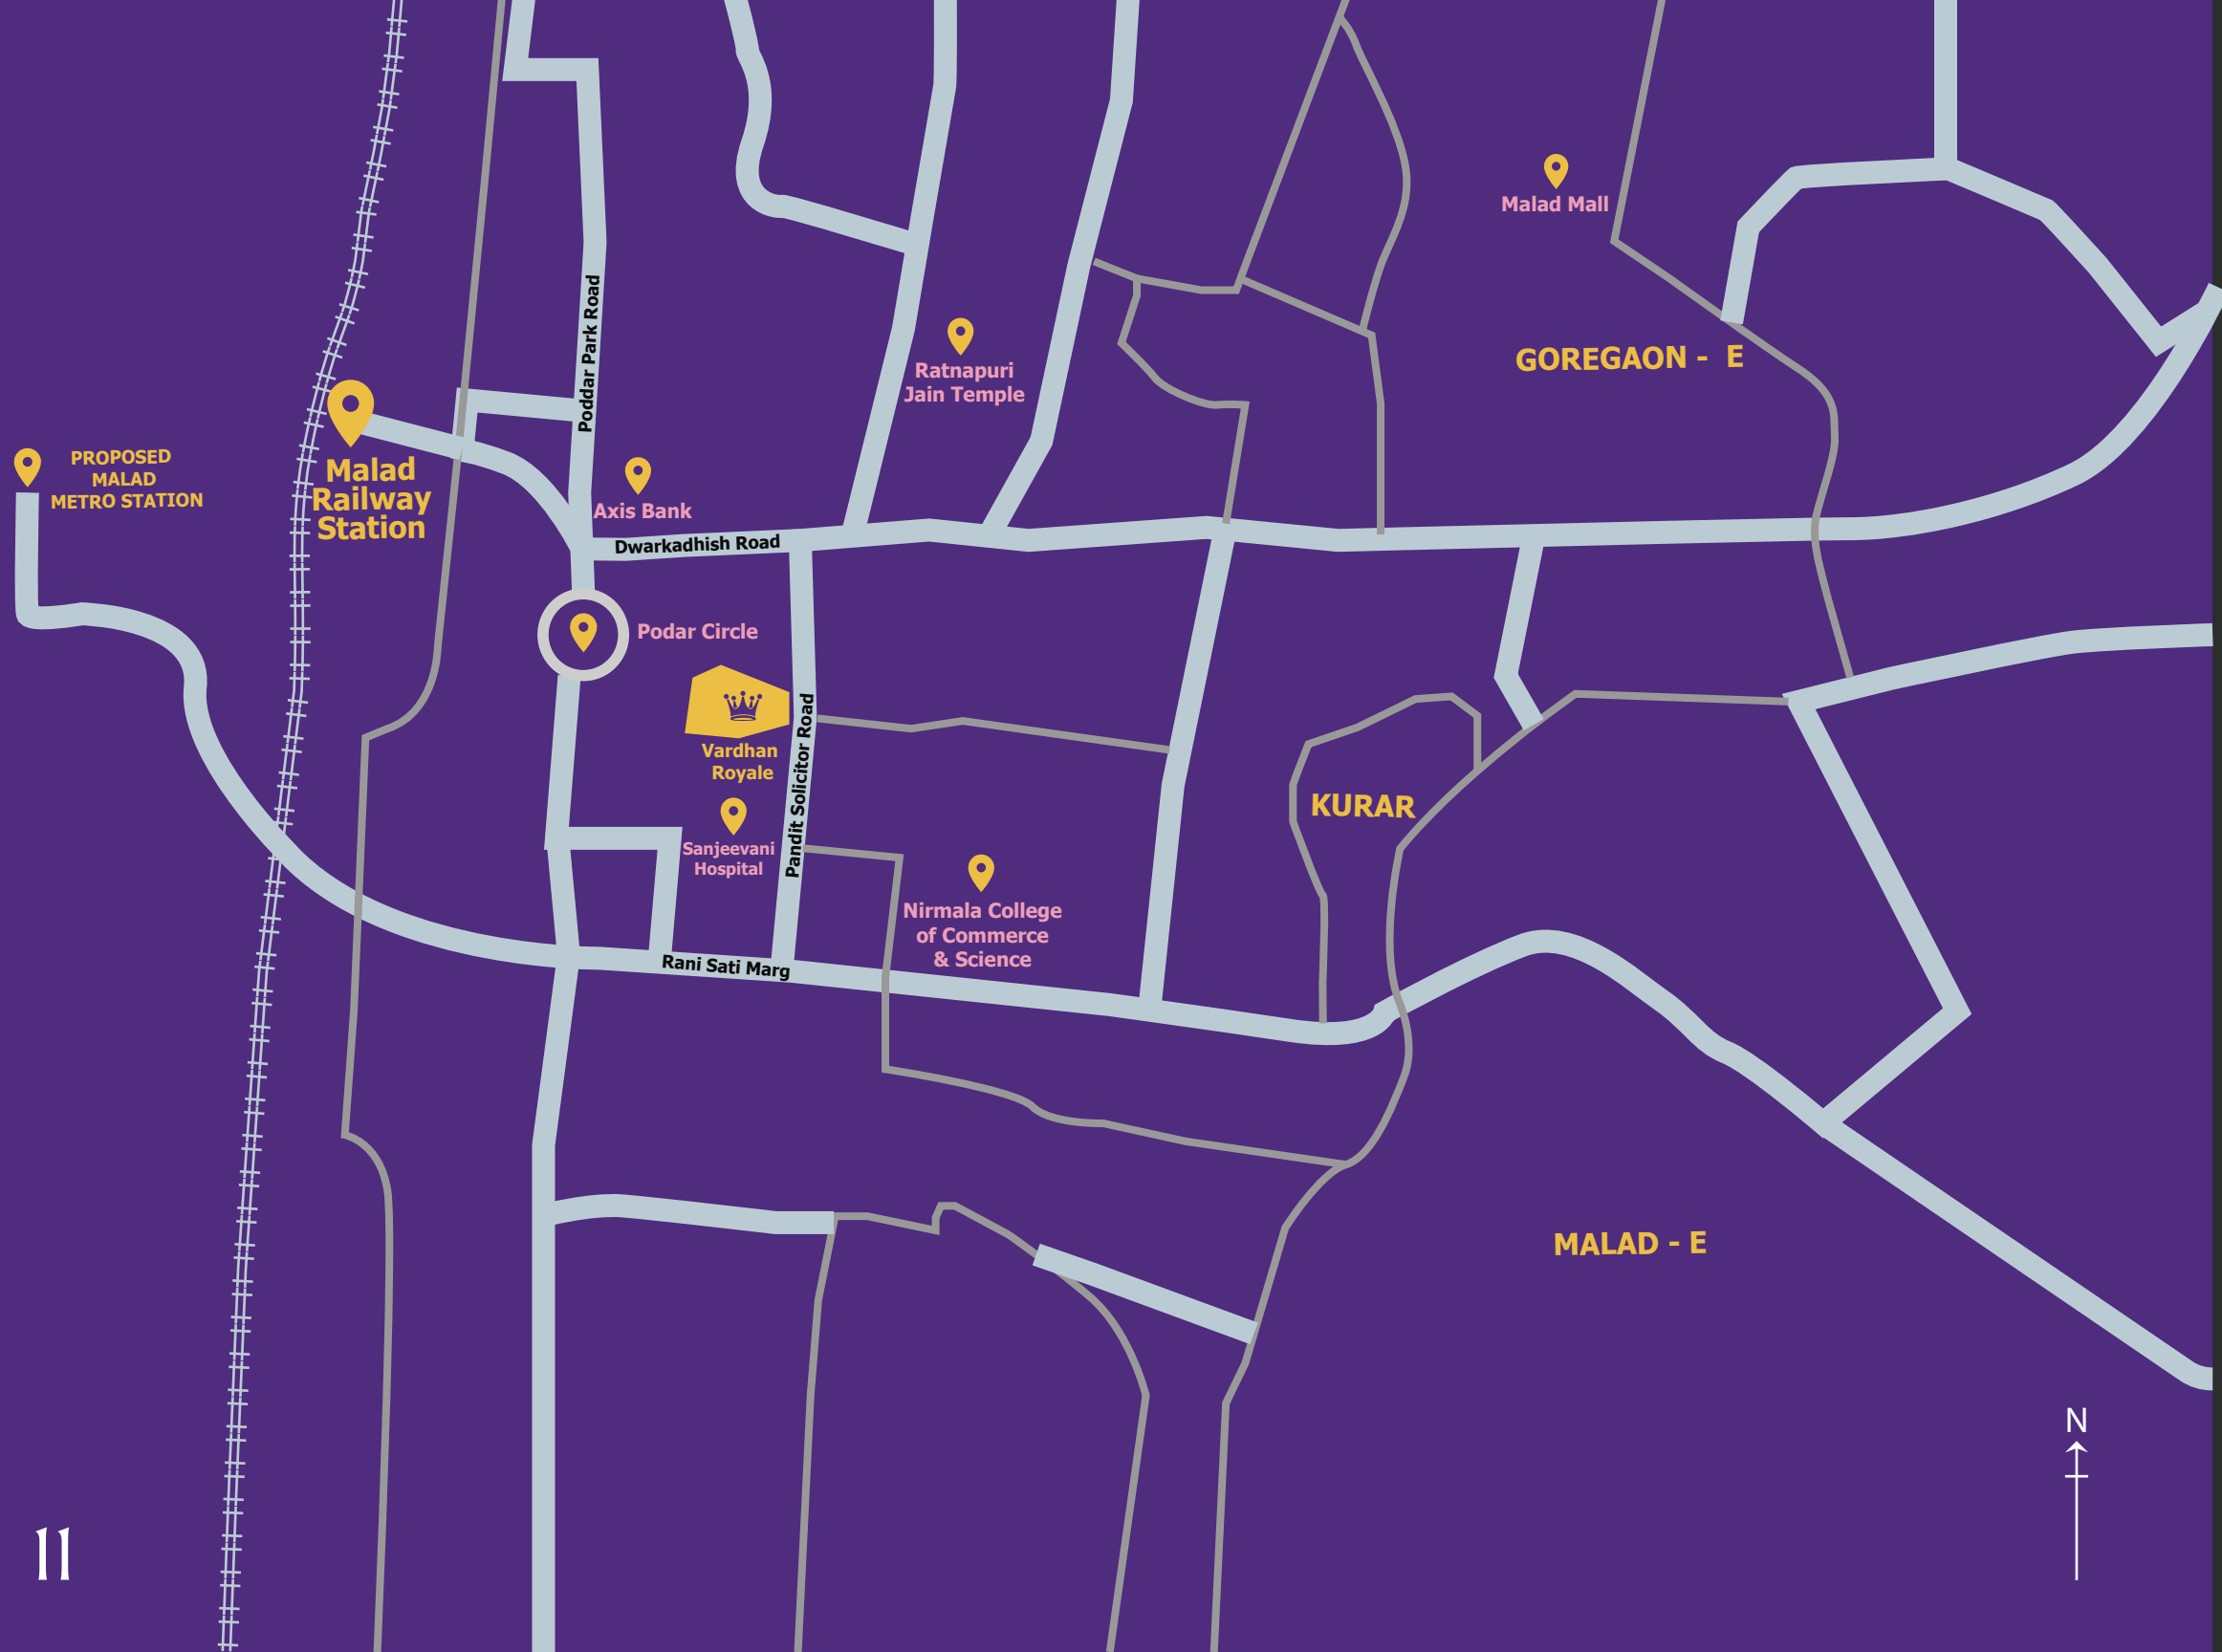 Malad Mall
Poddar Park Road
Ratnapuri
Jain Temple
GOREGAON - E
PROPOSED
MALAD
METRO STATION
Malad
Railway
Station
Axis Bank
Dwarkadhish Road
Podar Circle
Vardhan
Royale
Pandit Solicitor Road
KURAR
Sanjeevani
Hospital
Nirmala College
of Commerce
& Science
Rani Sati Marg
MALAD - E
N
11